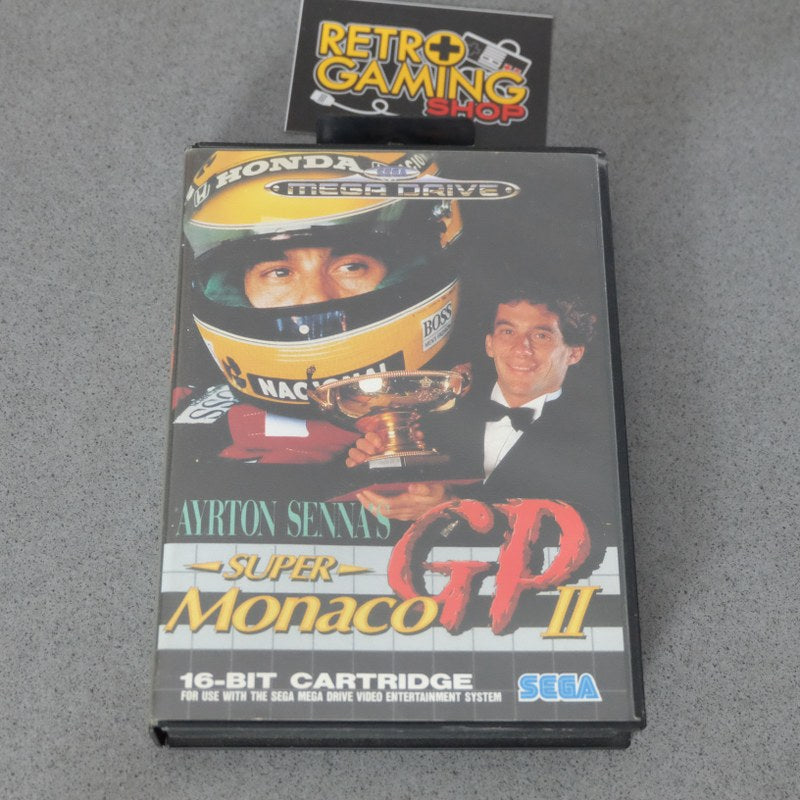 RETRO
GAMING
SHOP
HONDA
SEGA
MEGA DRIVE
BOSS
NACIONAL
AYRTON SENNA'S
SUPER
MONACO GP II
16-BIT CARTRIDGE
FOR USE WITH THE SEGA MEGA DRIVE VIDEO ENTERTAINMENT SYSTEM
SEGA